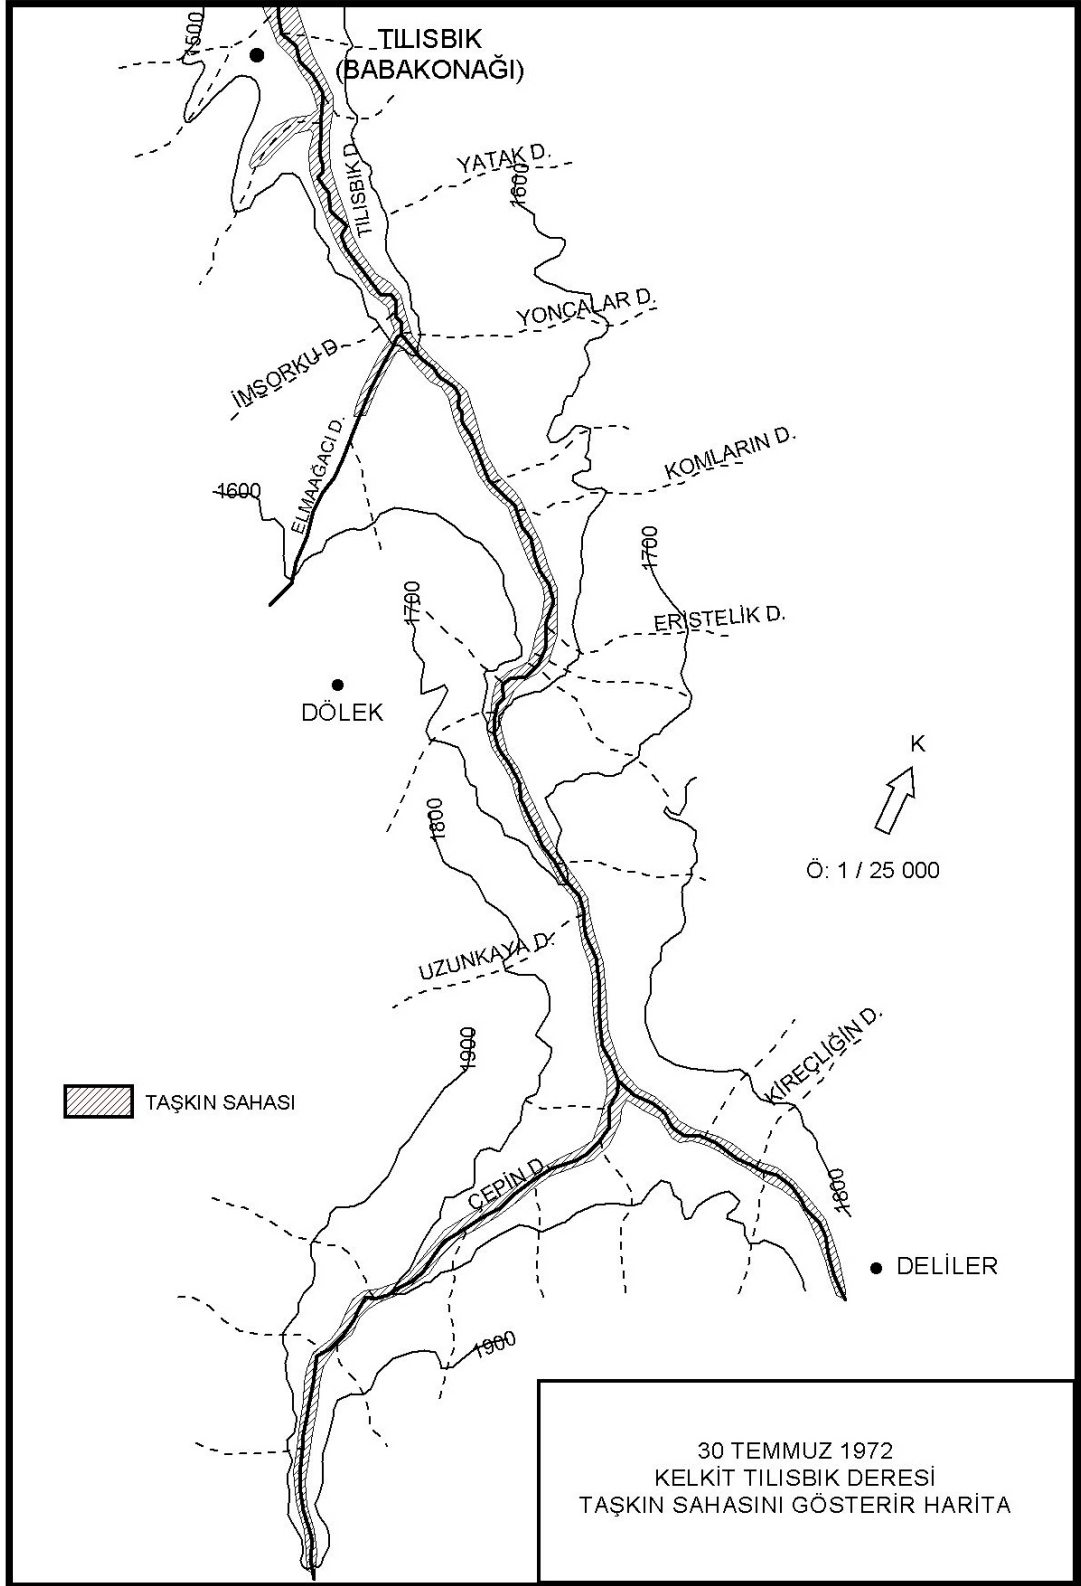 1500
TILISBIK
(BABAKONAĞI)
TILISBIK D.
YATAK D.
1600
YONCALAR D.
İMSORKU D.
ELMAAĞACI D.
KOMLARIN D.
1600
1700
1700
ERİSTELİK D.
DÖLEK
K
1800
Ö: 1 / 25 000
UZUNKAYA D.
1900
KİREÇLİĞİN D.
TAŞKIN SAHASI
ÇEPİN D.
1800
DELİLER
1900
30 TEMMUZ 1972
KELKİT TILISBIK DERESİ
TAŞKIN SAHASINI GÖSTERİR HARİTA